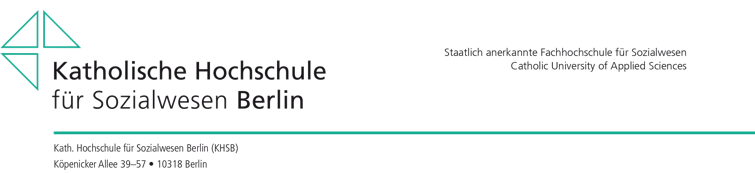 Katholische Hochschule
für Sozialwesen Berlin
Staatlich anerkannte Fachhochschule für Sozialwesen
Catholic University of Applied Sciences
Kath. Hochschule für Sozialwesen Berlin (KHSB)
Köpenicker Allee 39–57 • 10318 Berlin